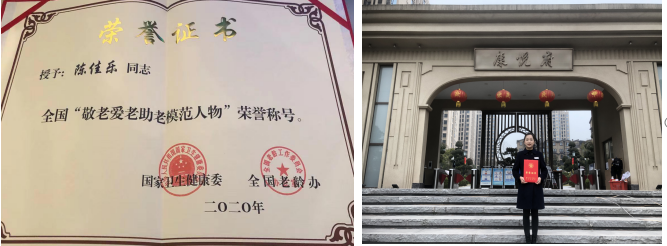 荣誉证书
授予：陈佳乐 同志
全国“敬老爱老助老模范人物”荣誉称号。
国家卫生健康委 全国老龄办
二〇二〇年